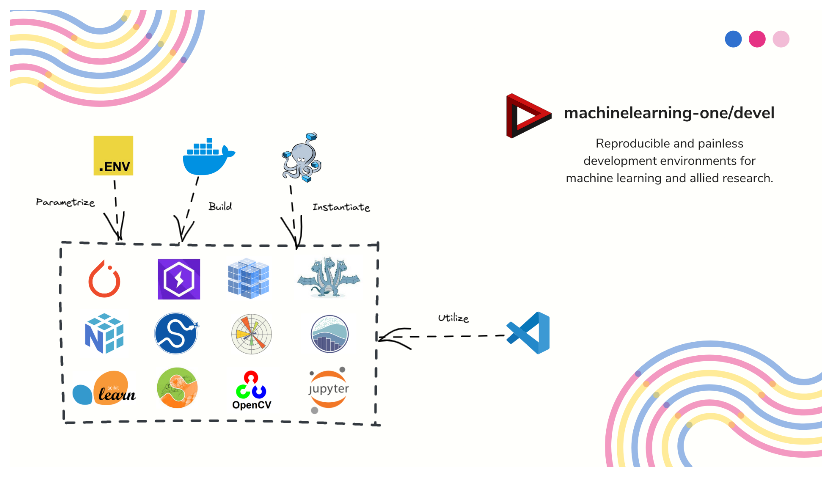 machinelearning-one/devel
Reproducible and painless
development environments for
machine learning and allied research.
.ENV
Parametrize
Build
Instantiate
Utilize
N
learn
OpenCV
jupyter